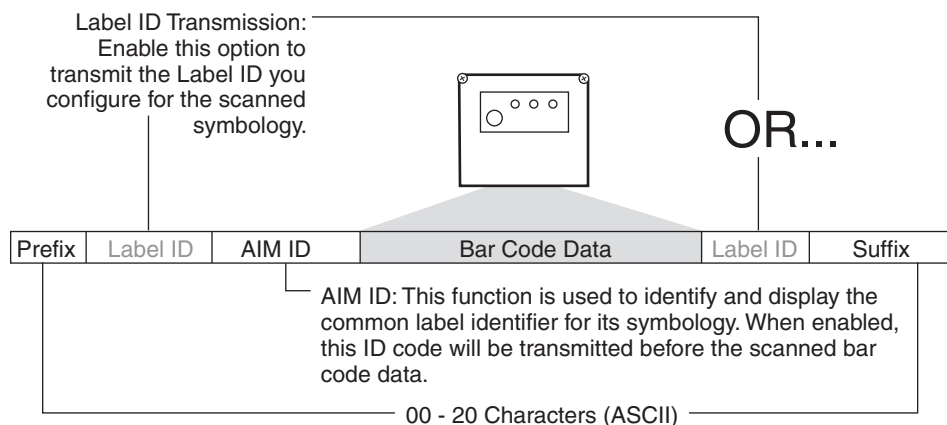 Label ID Transmission:
Enable this option to
transmit the Label ID you
configure for the scanned
symbology.
OR...
Prefix Label ID AIM ID Bar Code Data Label ID Suffix
AIM ID: This function is used to identify and display the
common label identifier for its symbology. When enabled,
this ID code will be transmitted before the scanned bar
code data.
00 - 20 Characters (ASCII)